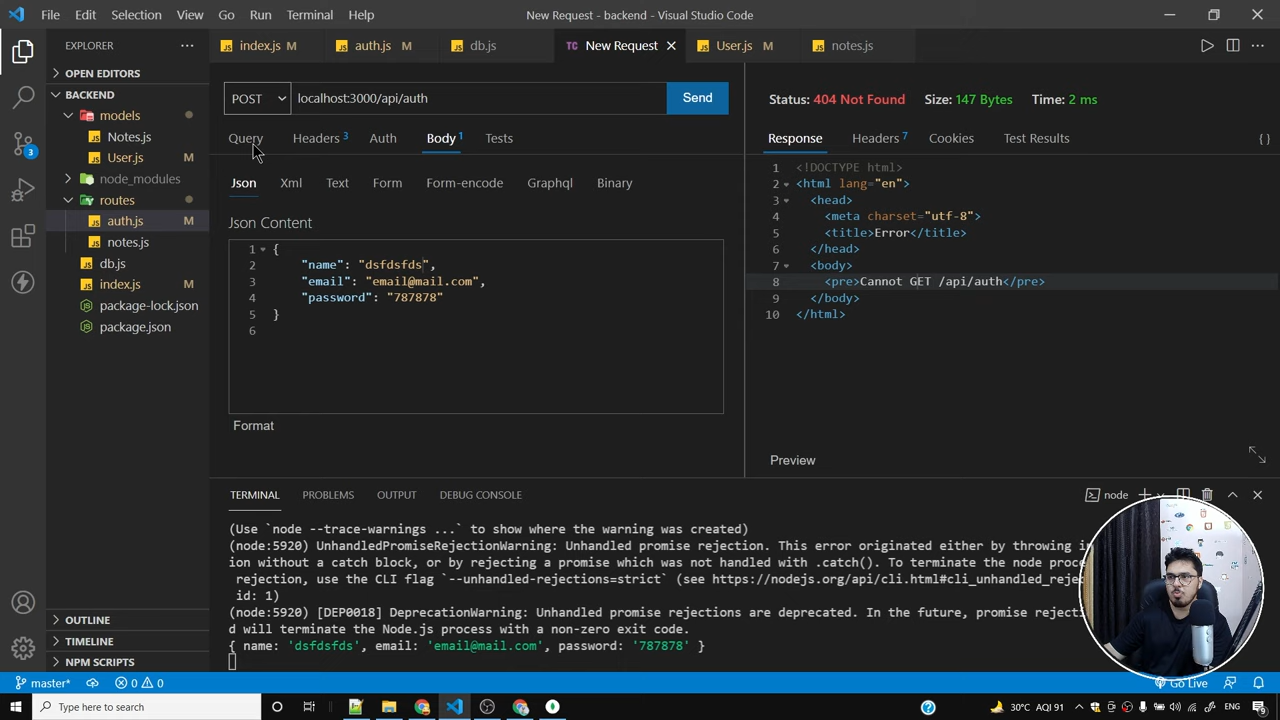 File Edit Selection View Go Run Terminal Help
New Request - backend - Visual Studio Code
EXPLORER
OPEN EDITORS
BACKEND
models
Notes.js
User.js M
node_modules
routes
auth.js M
notes.js
db.js
index.js M
package-lock.json
package.json
OUTLINE
TIMELINE
NPM SCRIPTS
3
index.js M
auth.js M
db.js
TC New Request
User.js M
notes.js
POST localhost:3000/api/auth Send
Query Headers 3 Auth Body 1 Tests
Json Xml Text Form Form-encode Graphql Binary
Json Content
1 {
2 "name": "dsfdsfds",
3 "email": "email@mail.com",
4 "password": "787878"
5 }
6
Format
Status: 404 Not Found Size: 147 Bytes Time: 2 ms
Response Headers 7 Cookies Test Results { }
1 <!DOCTYPE html>
2 <html lang="en">
3 <head>
4 <meta charset="utf-8">
5 <title>Error</title>
6 </head>
7 <body>
8 <pre>Cannot GET /api/auth</pre>
9 </body>
10 </html>
Preview
TERMINAL PROBLEMS OUTPUT DEBUG CONSOLE
node
(Use `node --trace-warnings ...` to show where the warning was created)
(node:5920) UnhandledPromiseRejectionWarning: Unhandled promise rejection. This error originated either by throwing in
ion without a catch block, or by rejecting a promise which was not handled with .catch(). To terminate the node proce
rejection, use the CLI flag `--unhandled-rejections=strict` (see https://nodejs.org/api/cli.html#cli_unhandled_reje
id: 1)
(node:5920) [DEP0018] DeprecationWarning: Unhandled promise rejections are deprecated. In the future, promise rejecti
d will terminate the Node.js process with a non-zero exit code.
{ name: 'dsfdsfds', email: 'email@mail.com', password: '787878' }
master* 0 0
Go Live
Type here to search
30°C AQI 91